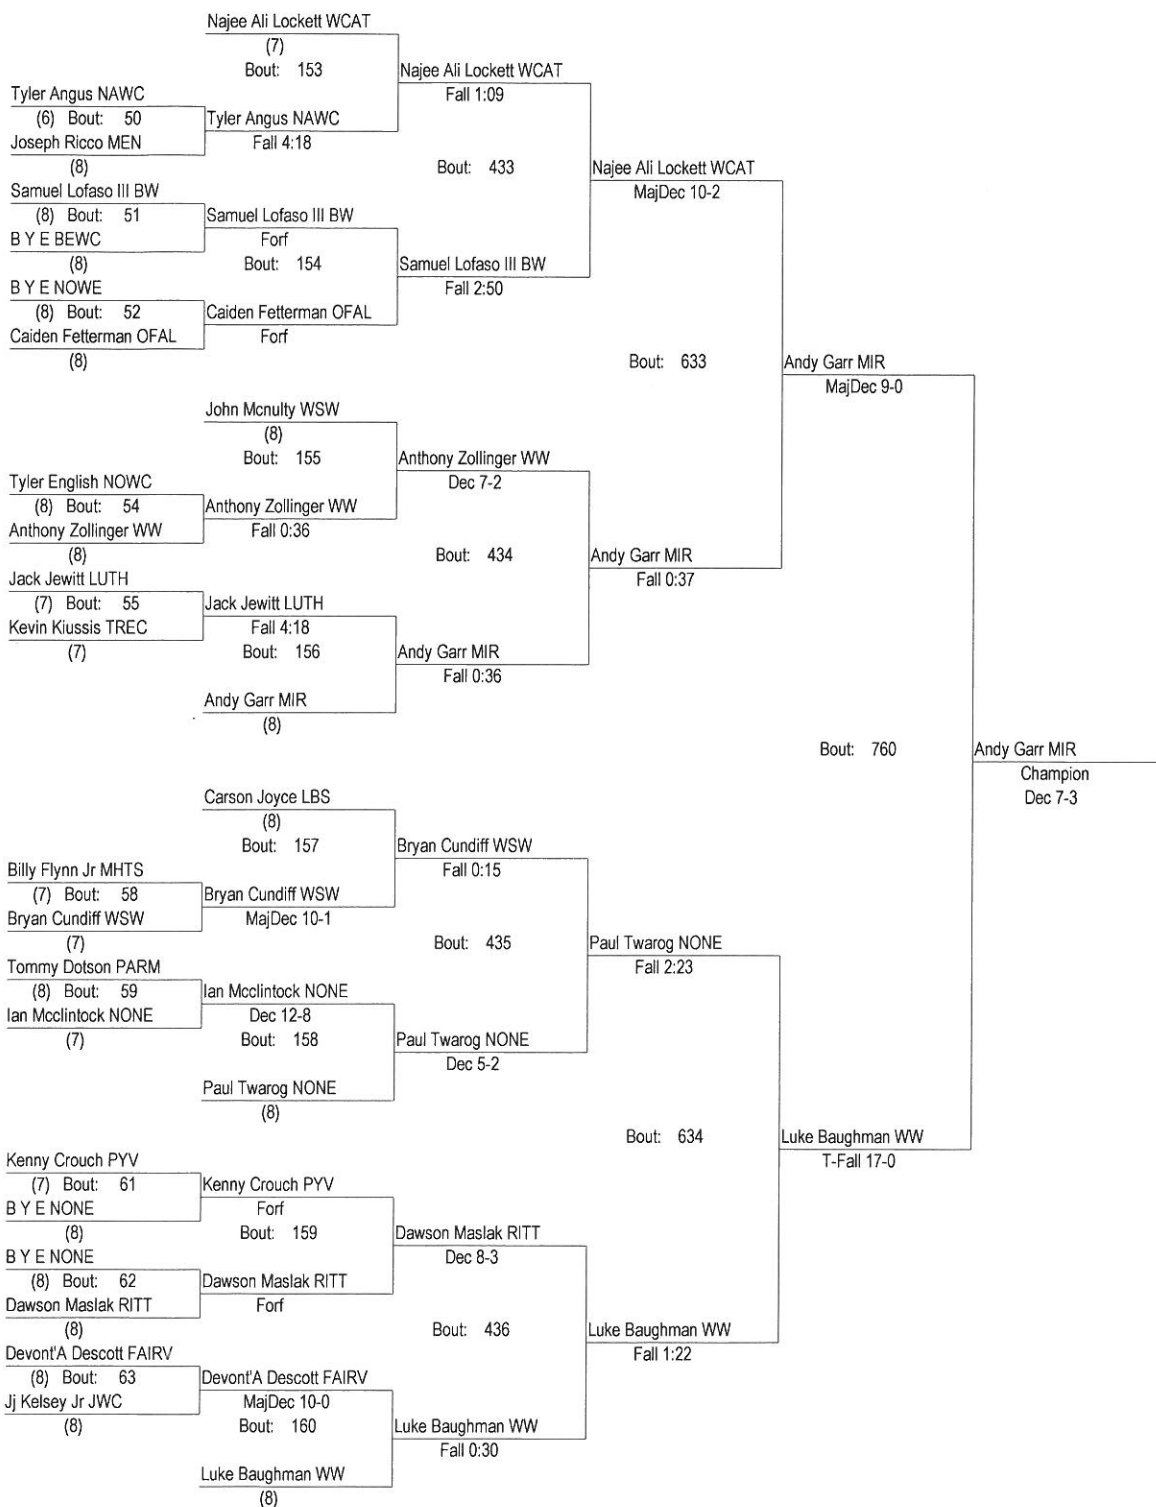 Najee Ali Lockett WCAT
(7)
Bout: 153
Najee Ali Lockett WCAT
Fall 1:09
Tyler Angus NAWC
(6) Bout: 50
Tyler Angus NAWC
Fall 4:18
Joseph Ricco MEN
(8)
Bout: 433
Najee Ali Lockett WCAT
MajDec 10-2
Samuel Lofaso III BW
(8) Bout: 51
Samuel Lofaso III BW
Forf
B Y E BEWC
(8)
Bout: 154
Samuel Lofaso III BW
Fall 2:50
B Y E NOWE
(8) Bout: 52
Caiden Fetterman OFAL
Forf
Caiden Fetterman OFAL
(8)
Bout: 633
Andy Garr MIR
MajDec 9-0
John Mcnulty WSW
(8)
Bout: 155
Anthony Zollinger WW
Dec 7-2
Tyler English NOWC
(8) Bout: 54
Anthony Zollinger WW
Fall 0:36
Anthony Zollinger WW
(8)
Bout: 434
Andy Garr MIR
Fall 0:37
Jack Jewitt LUTH
(7) Bout: 55
Jack Jewitt LUTH
Fall 4:18
Kevin Kiussis TREC
(7)
Bout: 156
Andy Garr MIR
Fall 0:36
Andy Garr MIR
(8)
Bout: 760
Andy Garr MIR
Champion
Dec 7-3
Carson Joyce LBS
(8)
Bout: 157
Bryan Cundiff WSW
Fall 0:15
Billy Flynn Jr MHTS
(7) Bout: 58
Bryan Cundiff WSW
MajDec 10-1
Bryan Cundiff WSW
(7)
Bout: 435
Paul Twarog NONE
Fall 2:23
Tommy Dotson PARM
(8) Bout: 59
Ian Mcclintock NONE
Dec 12-8
Ian Mcclintock NONE
(7)
Bout: 158
Paul Twarog NONE
Dec 5-2
Paul Twarog NONE
(8)
Bout: 634
Luke Baughman WW
T-Fall 17-0
Kenny Crouch PYV
(7) Bout: 61
Kenny Crouch PYV
Forf
B Y E NONE
(8)
Bout: 159
Dawson Maslak RITT
Dec 8-3
B Y E NONE
(8) Bout: 62
Dawson Maslak RITT
Forf
Dawson Maslak RITT
(8)
Bout: 436
Luke Baughman WW
Fall 1:22
Devont'A Descott FAIRV
(8) Bout: 63
Devont'A Descott FAIRV
MajDec 10-0
Jj Kelsey Jr JWC
(8)
Bout: 160
Luke Baughman WW
Fall 0:30
Luke Baughman WW
(8)